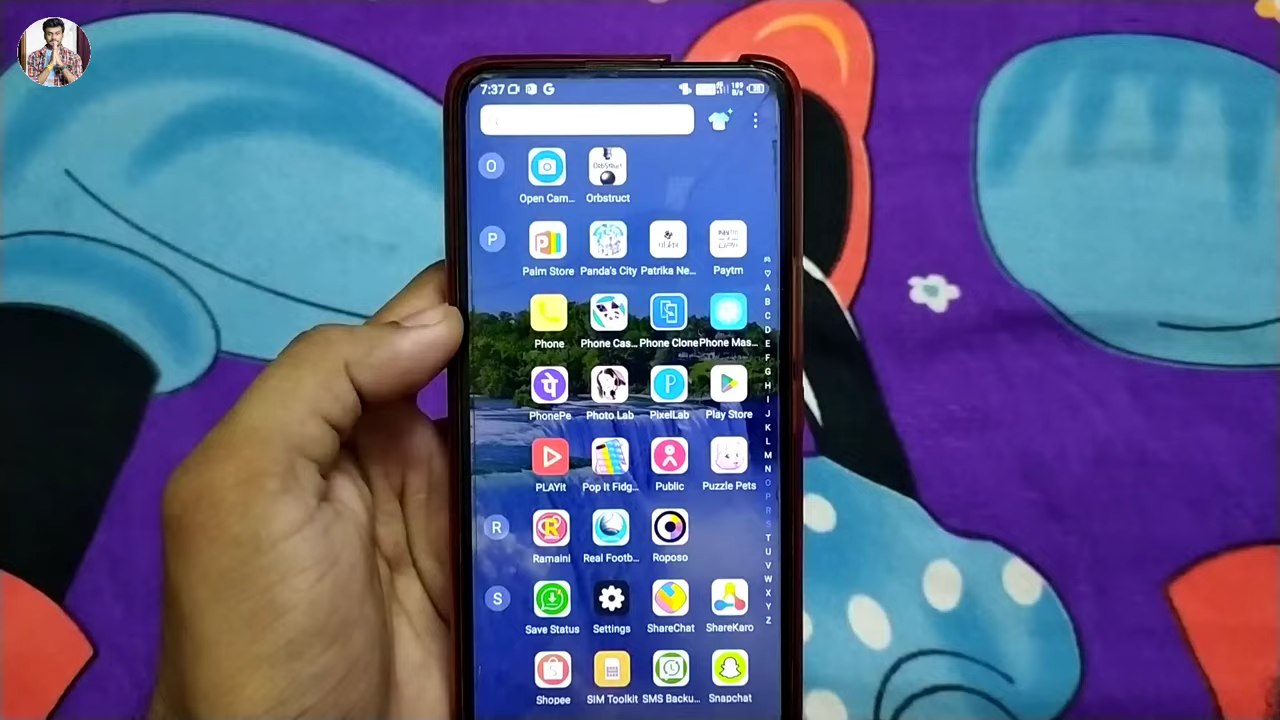 7:37
189
B/s
O
Open Cam...
Orbstruct
P
Palm Store
Panda's City
Patrika Ne...
Paytm
Phone
Phone Cas...
Phone Clone
Phone Mas...
PhonePe
Photo Lab
PixelLab
Play Store
PLAYit
Pop It Fidg...
Public
Puzzle Pets
R
Ramaini
Real Footb...
Roposo
S
Save Status
Settings
ShareChat
ShareKaro
Shopee
SIM Toolkit
SMS Backu...
Snapchat
A
B
C
D
E
F
G
H
I
J
K
L
M
N
O
P
R
S
T
U
V
W
X
Y
Z